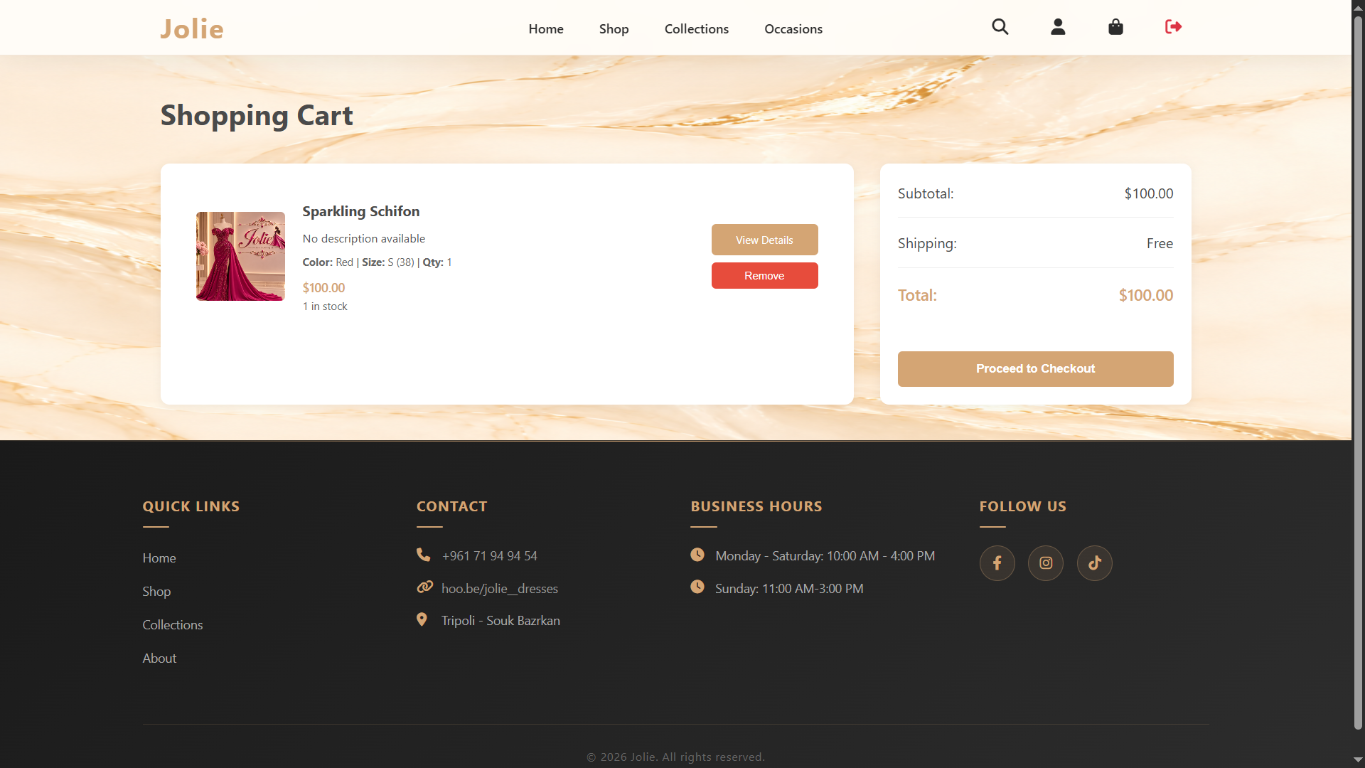 Jolie
Home
Shop
Collections
Occasions
Shopping Cart
Jolie
Sparkling Schifon
No description available
Color: Red | Size: S (38) | Qty: 1
$100.00
1 in stock
View Details
Remove
Subtotal: $100.00
Shipping: Free
Total: $100.00
Proceed to Checkout
QUICK LINKS
Home
Shop
Collections
About
CONTACT
+961 71 94 94 54
hoo.be/jolie__dresses
Tripoli - Souk Bazrkan
BUSINESS HOURS
Monday - Saturday: 10:00 AM - 4:00 PM
Sunday: 11:00 AM-3:00 PM
FOLLOW US
© 2026 Jolie. All rights reserved.